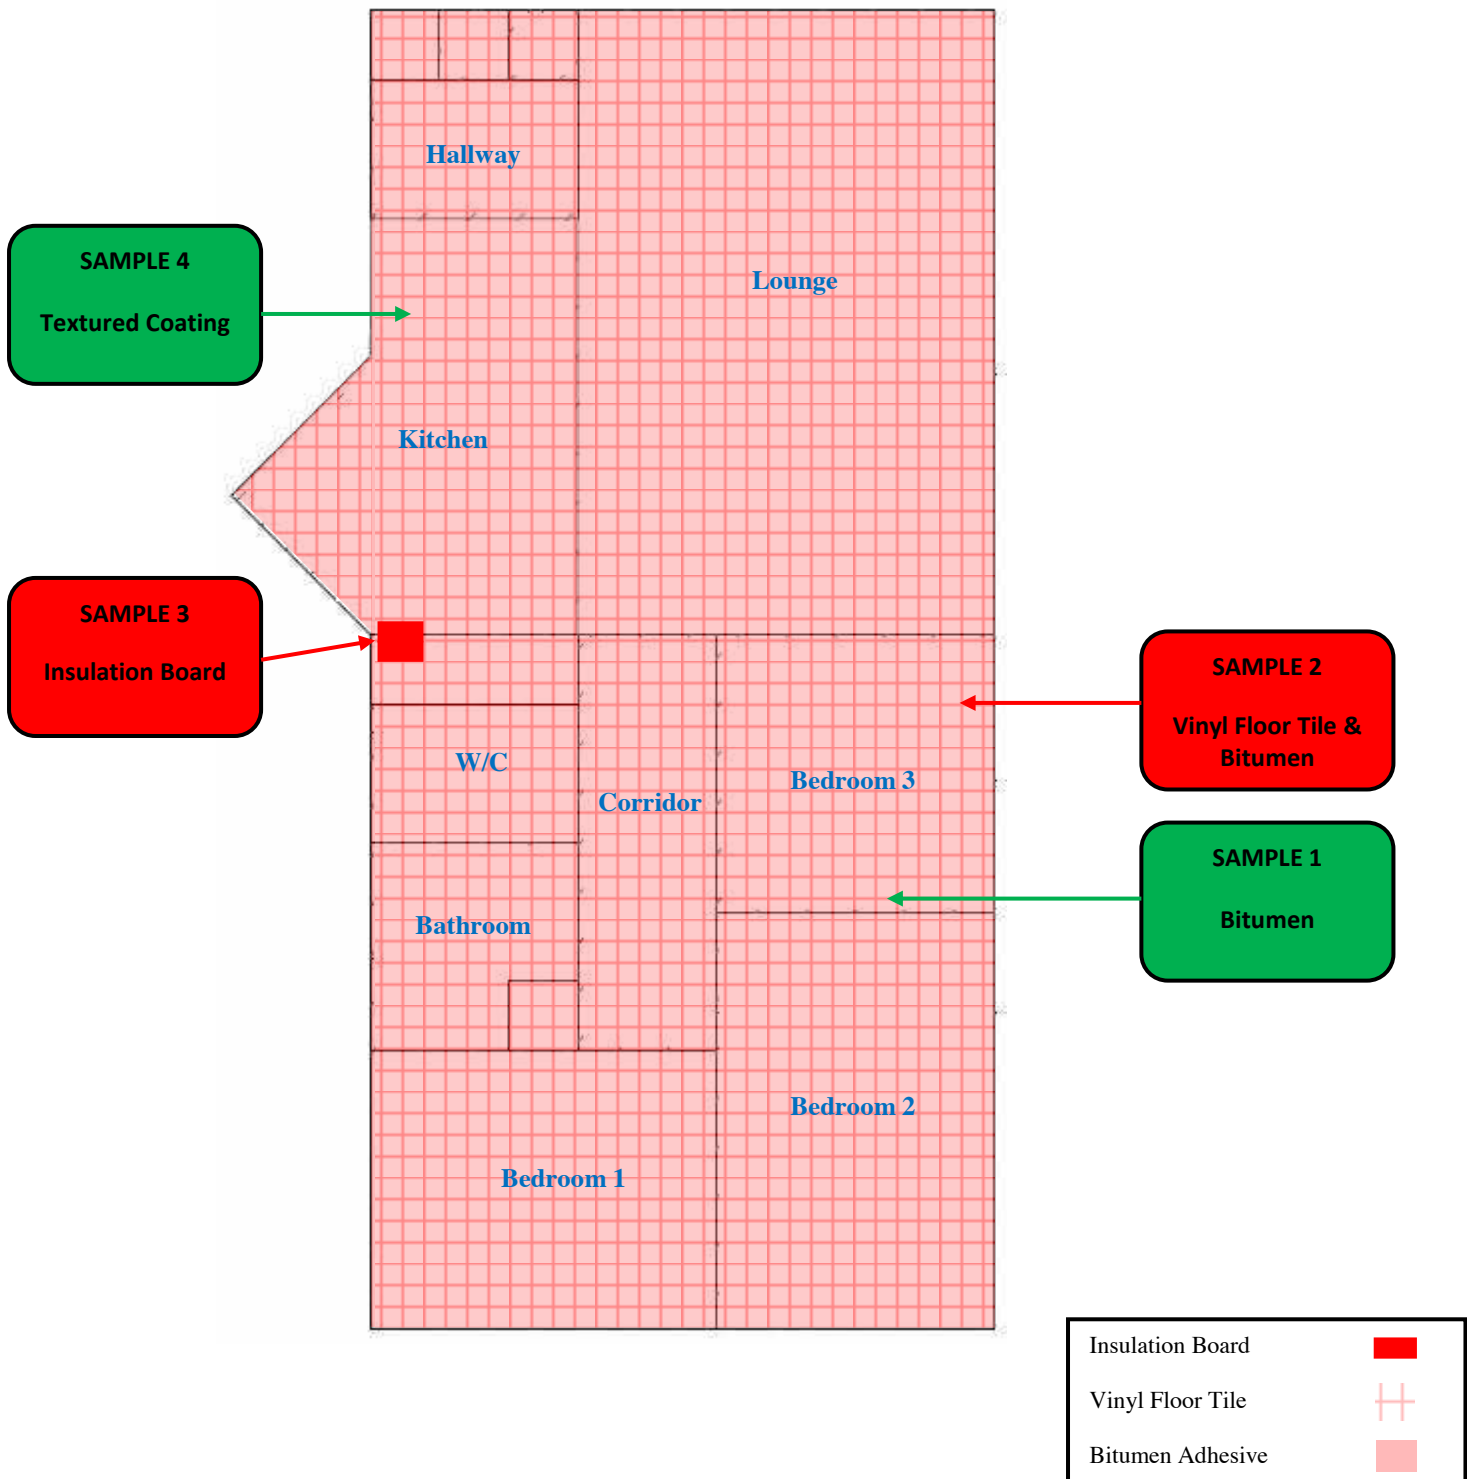 Hallway
SAMPLE 4
Textured Coating
Lounge
Kitchen
SAMPLE 3
Insulation Board
SAMPLE 2
Vinyl Floor Tile &
Bitumen
W/C
Corridor
Bedroom 3
SAMPLE 1
Bitumen
Bathroom
Bedroom 2
Bedroom 1
Insulation Board
Vinyl Floor Tile
Bitumen Adhesive